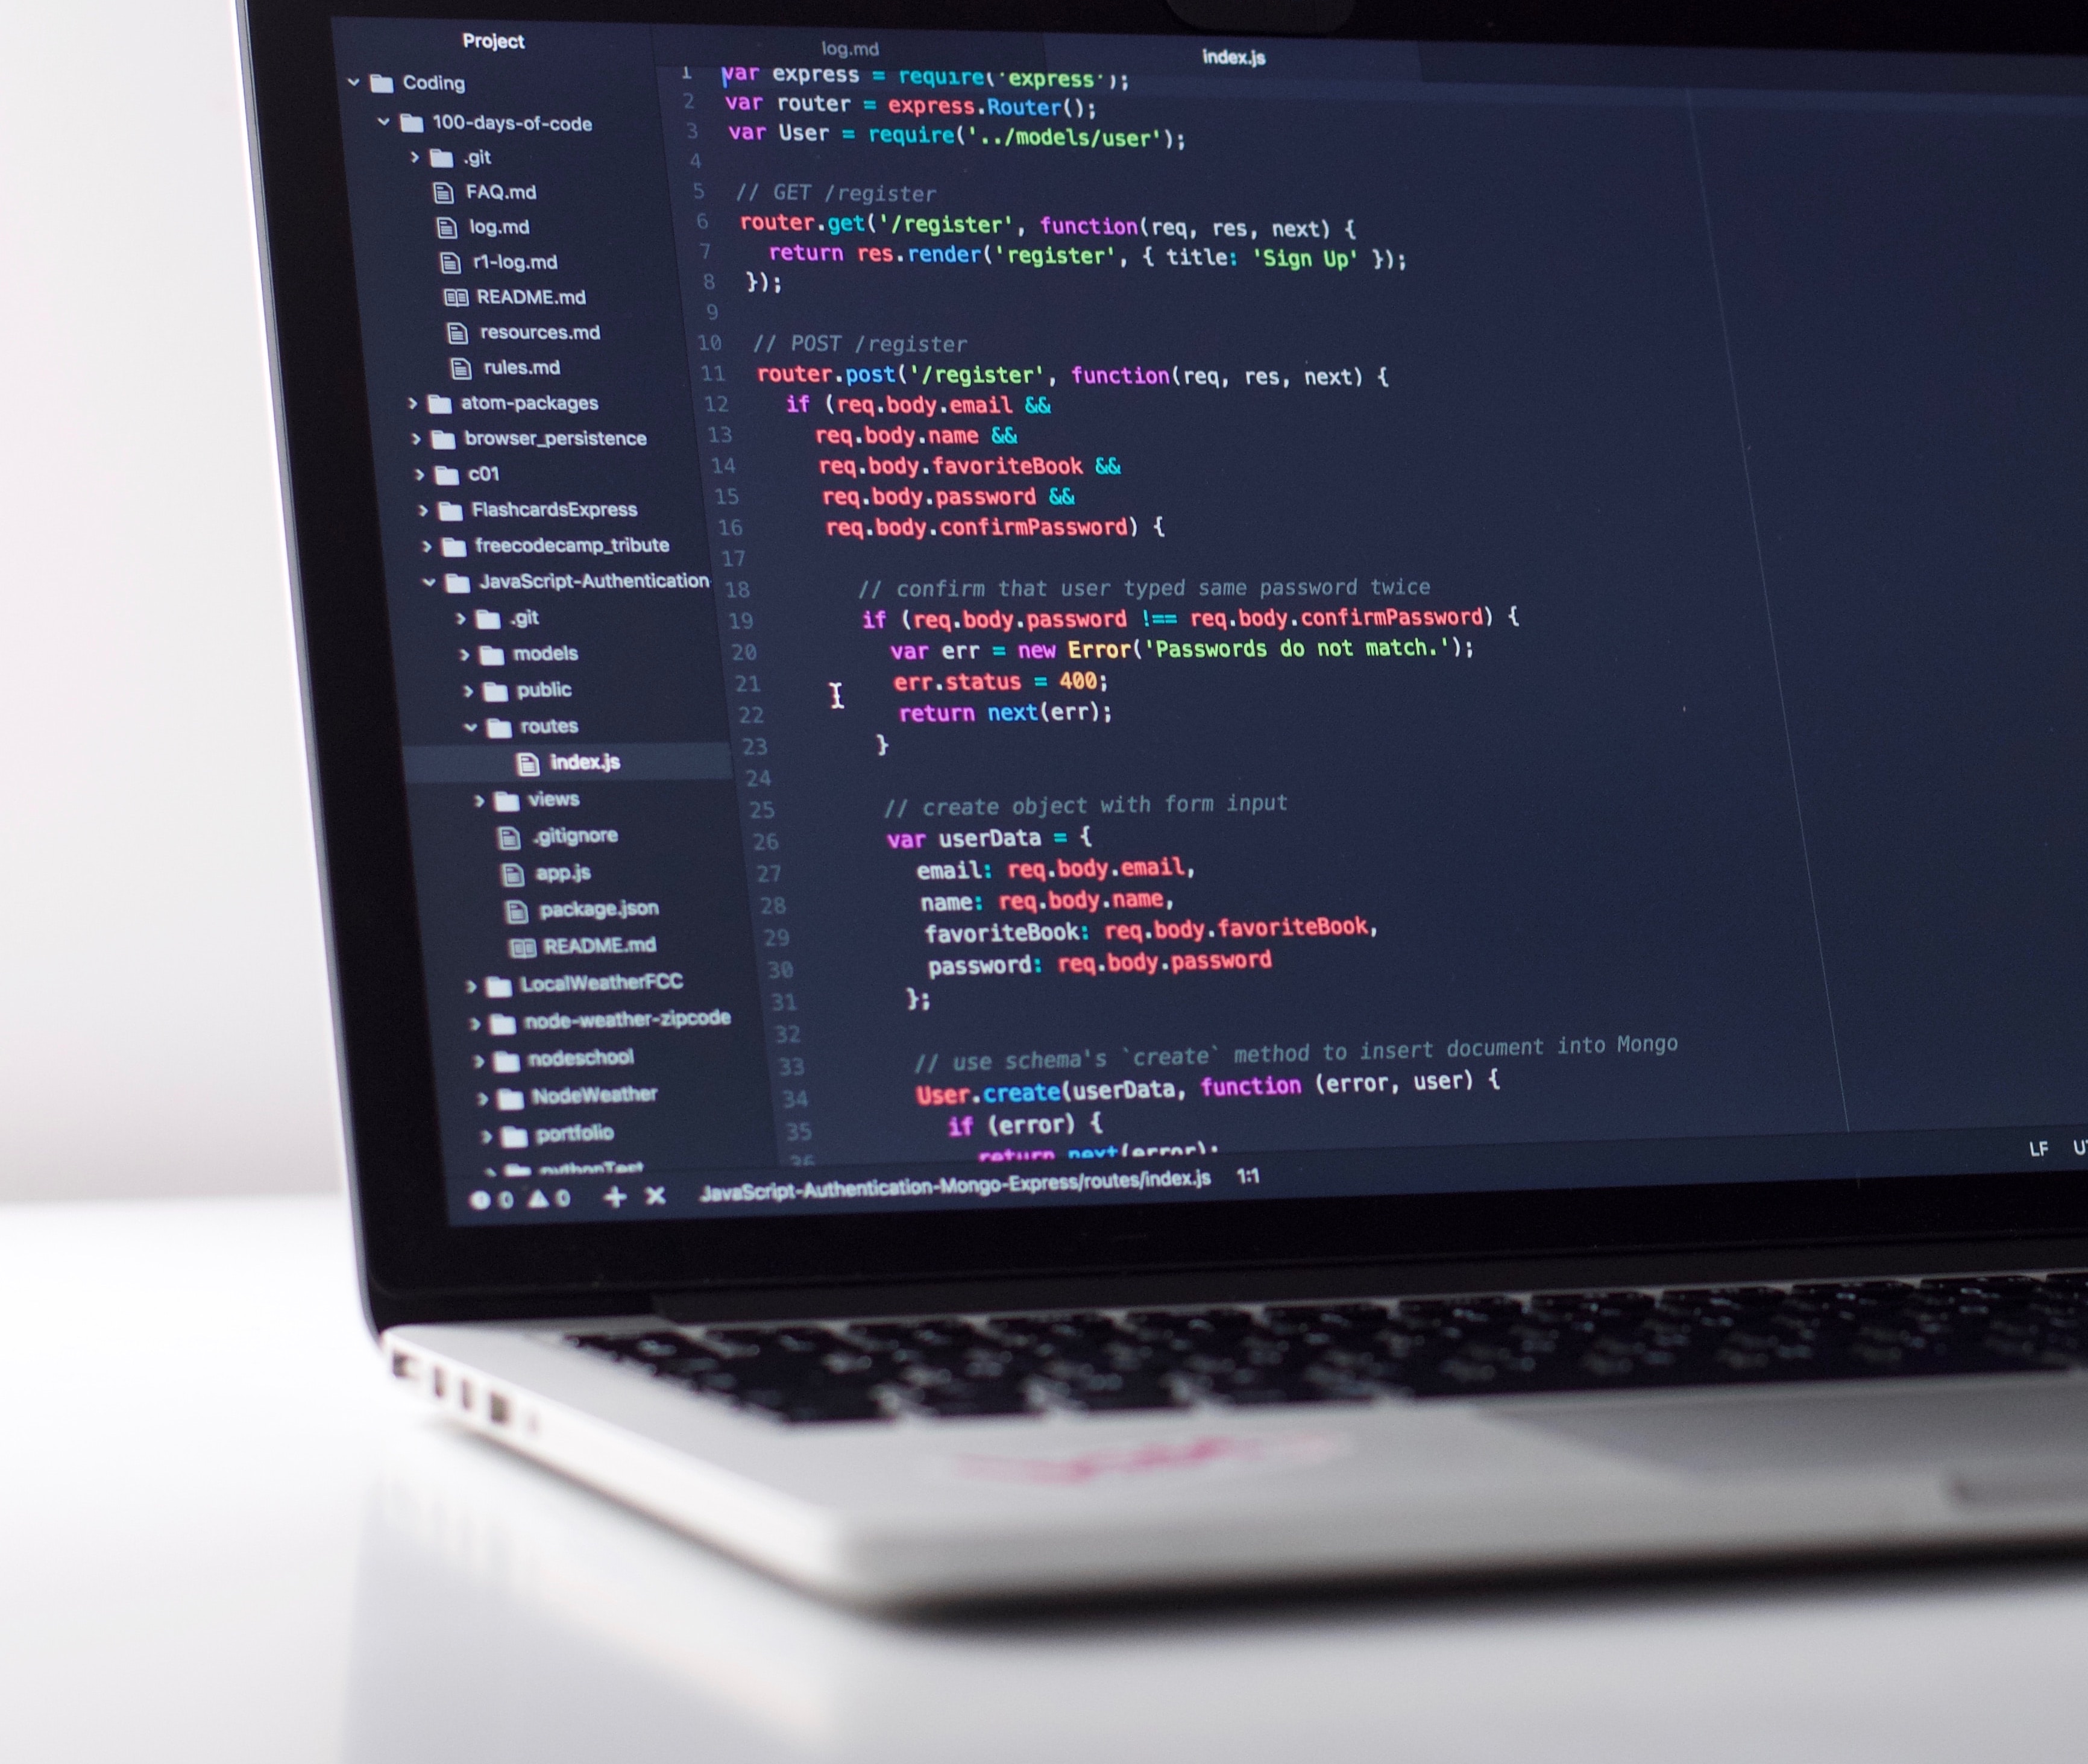 Project
Coding
100-days-of-code
.git
FAQ.md
log.md
r1-log.md
README.md
resources.md
rules.md
atom-packages
browser_persistence
c01
FlashcardsExpress
freecodecamp_tribute
JavaScript-Authentication
.git
models
public
routes
index.js
views
.gitignore
app.js
package.json
README.md
LocalWeatherFCC
node-weather-zipcode
nodeschool
NodeWeather
portfolio
pythonTest
log.md
index.js
1 var express = require('express');
2 var router = express.Router();
3 var User = require('../models/user');
4
5 // GET /register
6 router.get('/register', function(req, res, next) {
7 return res.render('register', { title: 'Sign Up' });
8 });
9
10 // POST /register
11 router.post('/register', function(req, res, next) {
12 if (req.body.email &&
13 req.body.name &&
14 req.body.favoriteBook &&
15 req.body.password &&
16 req.body.confirmPassword) {
17
18 // confirm that user typed same password twice
19 if (req.body.password !== req.body.confirmPassword) {
20 var err = new Error('Passwords do not match.');
21 err.status = 400;
22 return next(err);
23 }
24
25 // create object with form input
26 var userData = {
27 email: req.body.email,
28 name: req.body.name,
29 favoriteBook: req.body.favoriteBook,
30 password: req.body.password
31 };
32
33 // use schema's `create` method to insert document into Mongo
34 User.create(userData, function (error, user) {
35 if (error) {
36 return next(error);
0 0 JavaScript-Authentication-Mongo-Express/routes/index.js 1:1 LF